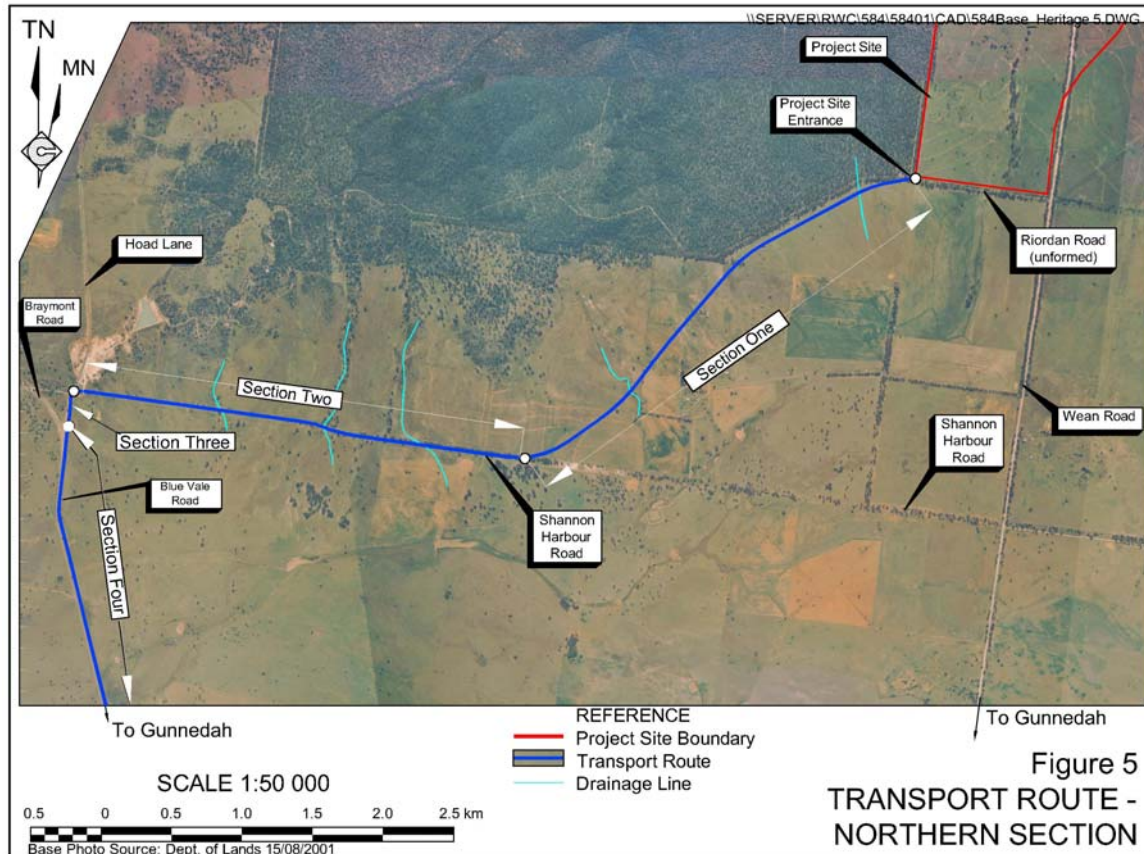 \\SERVER\RWC\584\58401\CAD\584Base_Heritage 5.DWG
TN
MN
Project Site
Project Site
Entrance
Hoad Lane
Riordan Road
(unformed)
Braymont
Road
Section One
Section Two
Wean Road
Section Three
Shannon
Harbour
Road
Blue Vale
Road
Section Four
Shannon
Harbour
Road
To Gunnedah
To Gunnedah
REFERENCE
Project Site Boundary
Transport Route
Drainage Line
SCALE 1:50 000
0.5 0 0.5 1.0 1.5 2.0 2.5 km
Base Photo Source: Dept. of Lands 15/08/2001
Figure 5
TRANSPORT ROUTE -
NORTHERN SECTION